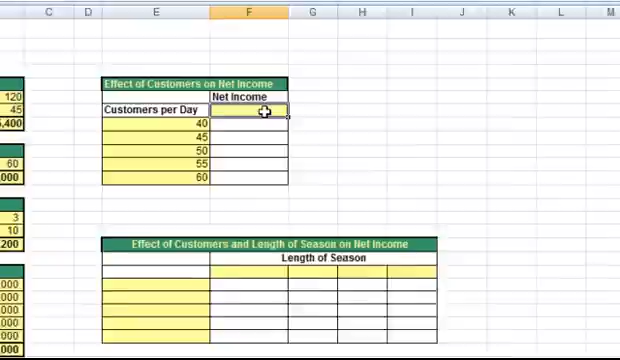 C D E F G H I J K L M
Effect of Customers on Net Income
120 Net Income
45 Customers per Day
5,400 40
45
50
60 55
,000 60
3
10
,200 Effect of Customers and Length of Season on Net Income
Length of Season
,000
,000
,000
,000
,000
,000